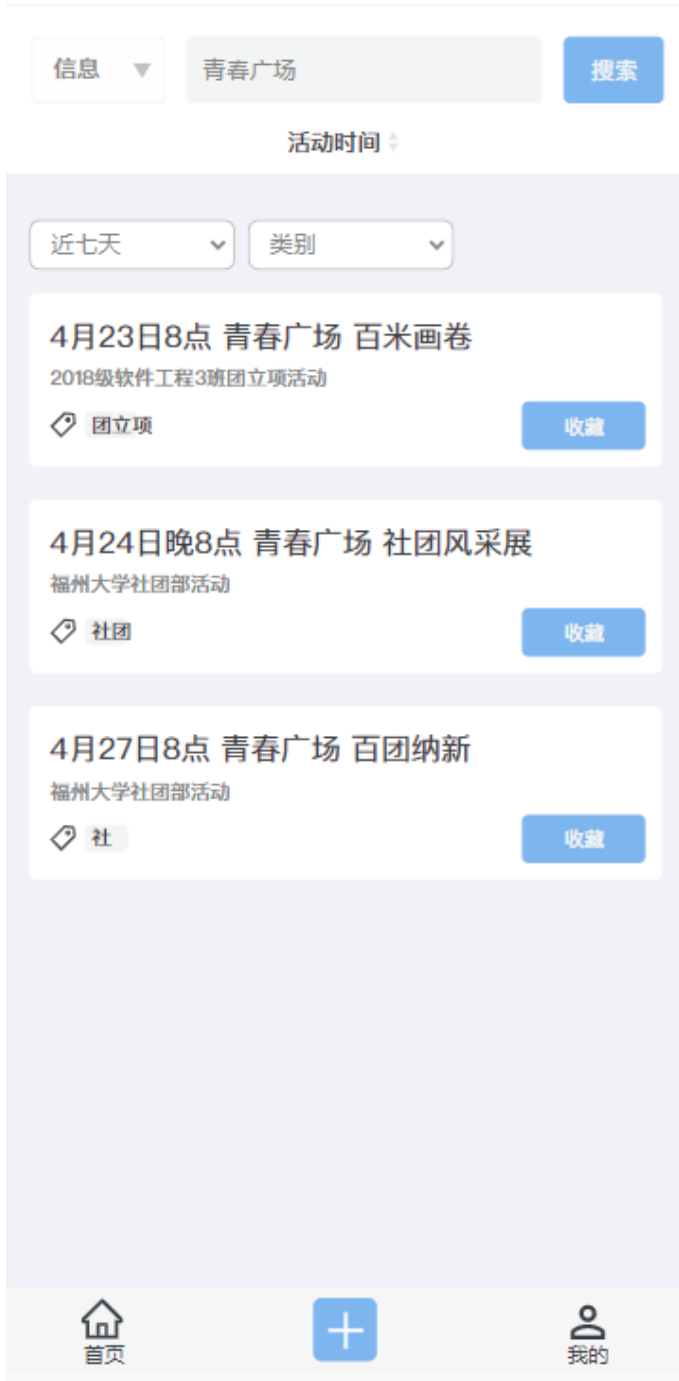 信息 青春广场 搜索
活动时间
近七天 类别
4月23日8点 青春广场 百米画卷
2018级软件工程3班团立项活动
团立项 收藏
4月24日晚8点 青春广场 社团风采展
福州大学社团部活动
社团 收藏
4月27日8点 青春广场 百团纳新
福州大学社团部活动
社 收藏
首页 我的